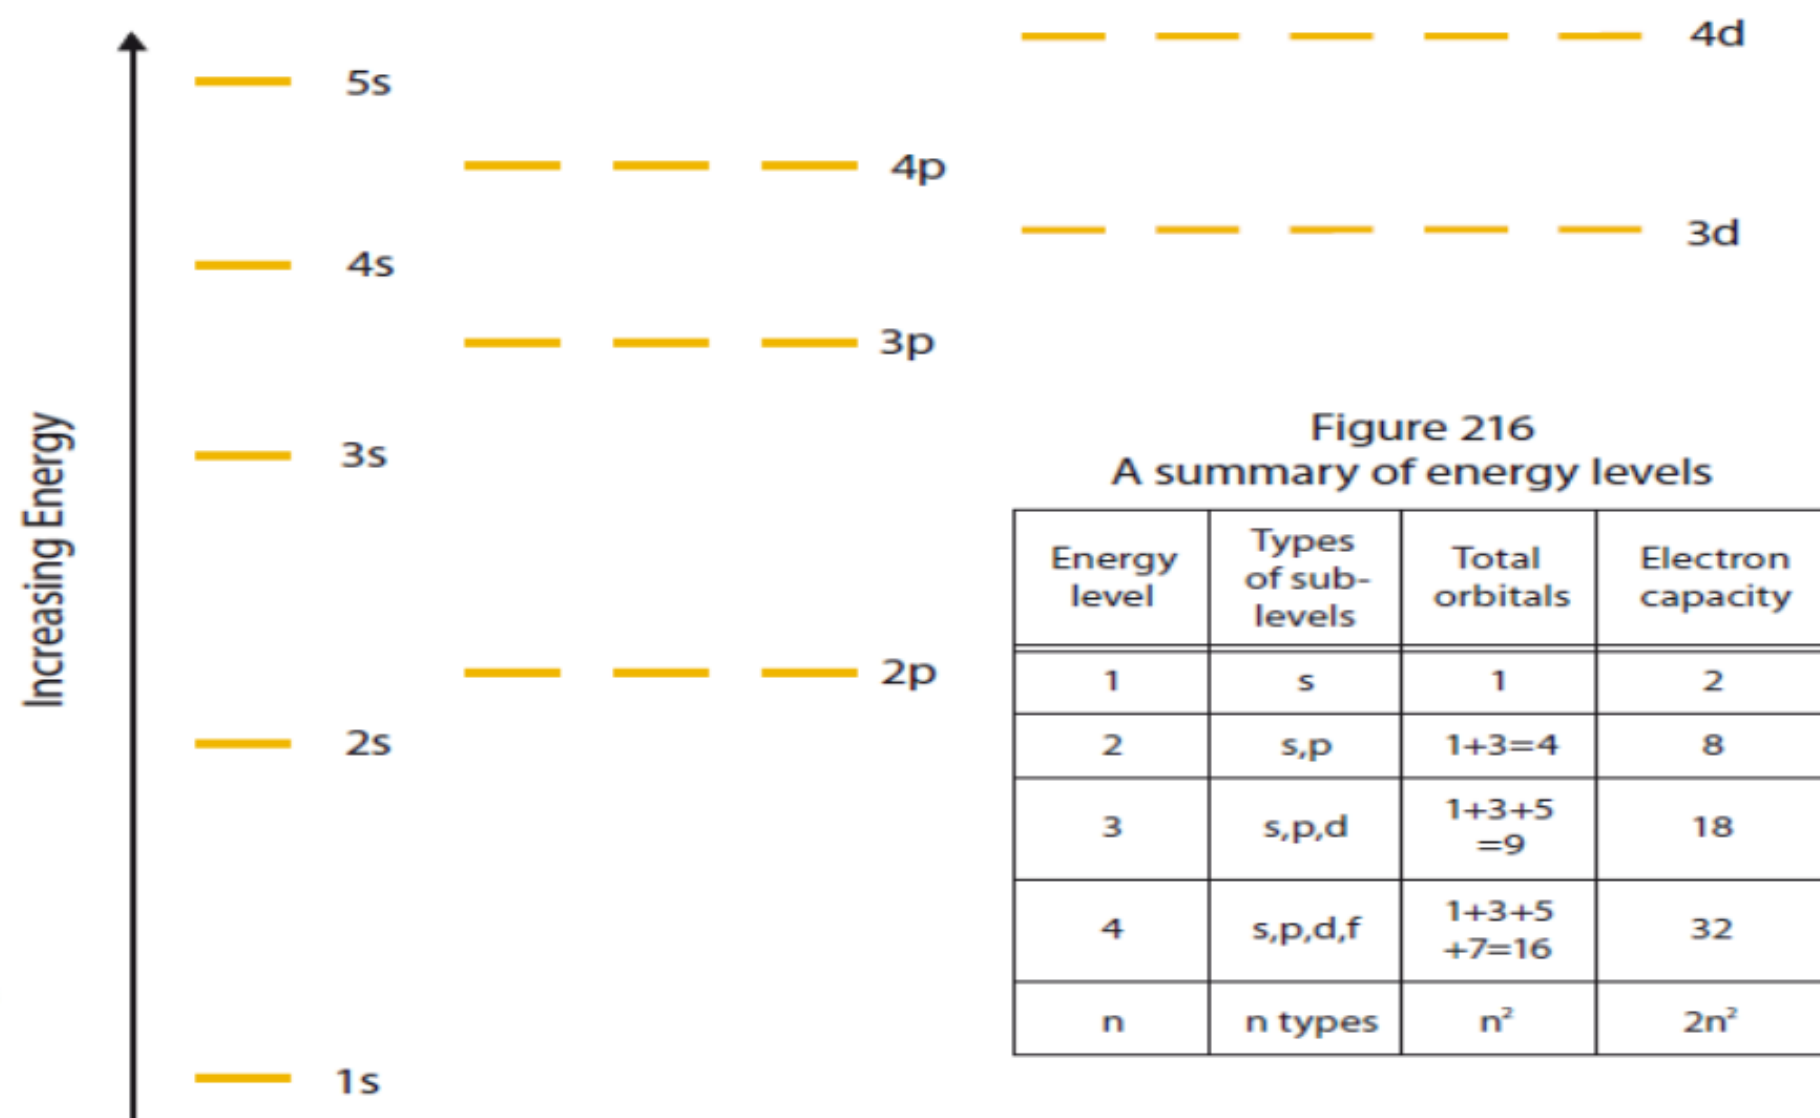 4d
5s
4p
3d
4s
3p
Increasing Energy
3s
Figure 216
A summary of energy levels
Energy level Types of sub-levels Total orbitals Electron capacity
1 s 1 2
2p
2s
2 s,p 1+3=4 8
3 s,p,d 1+3+5 =9 18
4 s,p,d,f 1+3+5 +7=16 32
n n types n² 2n²
1s